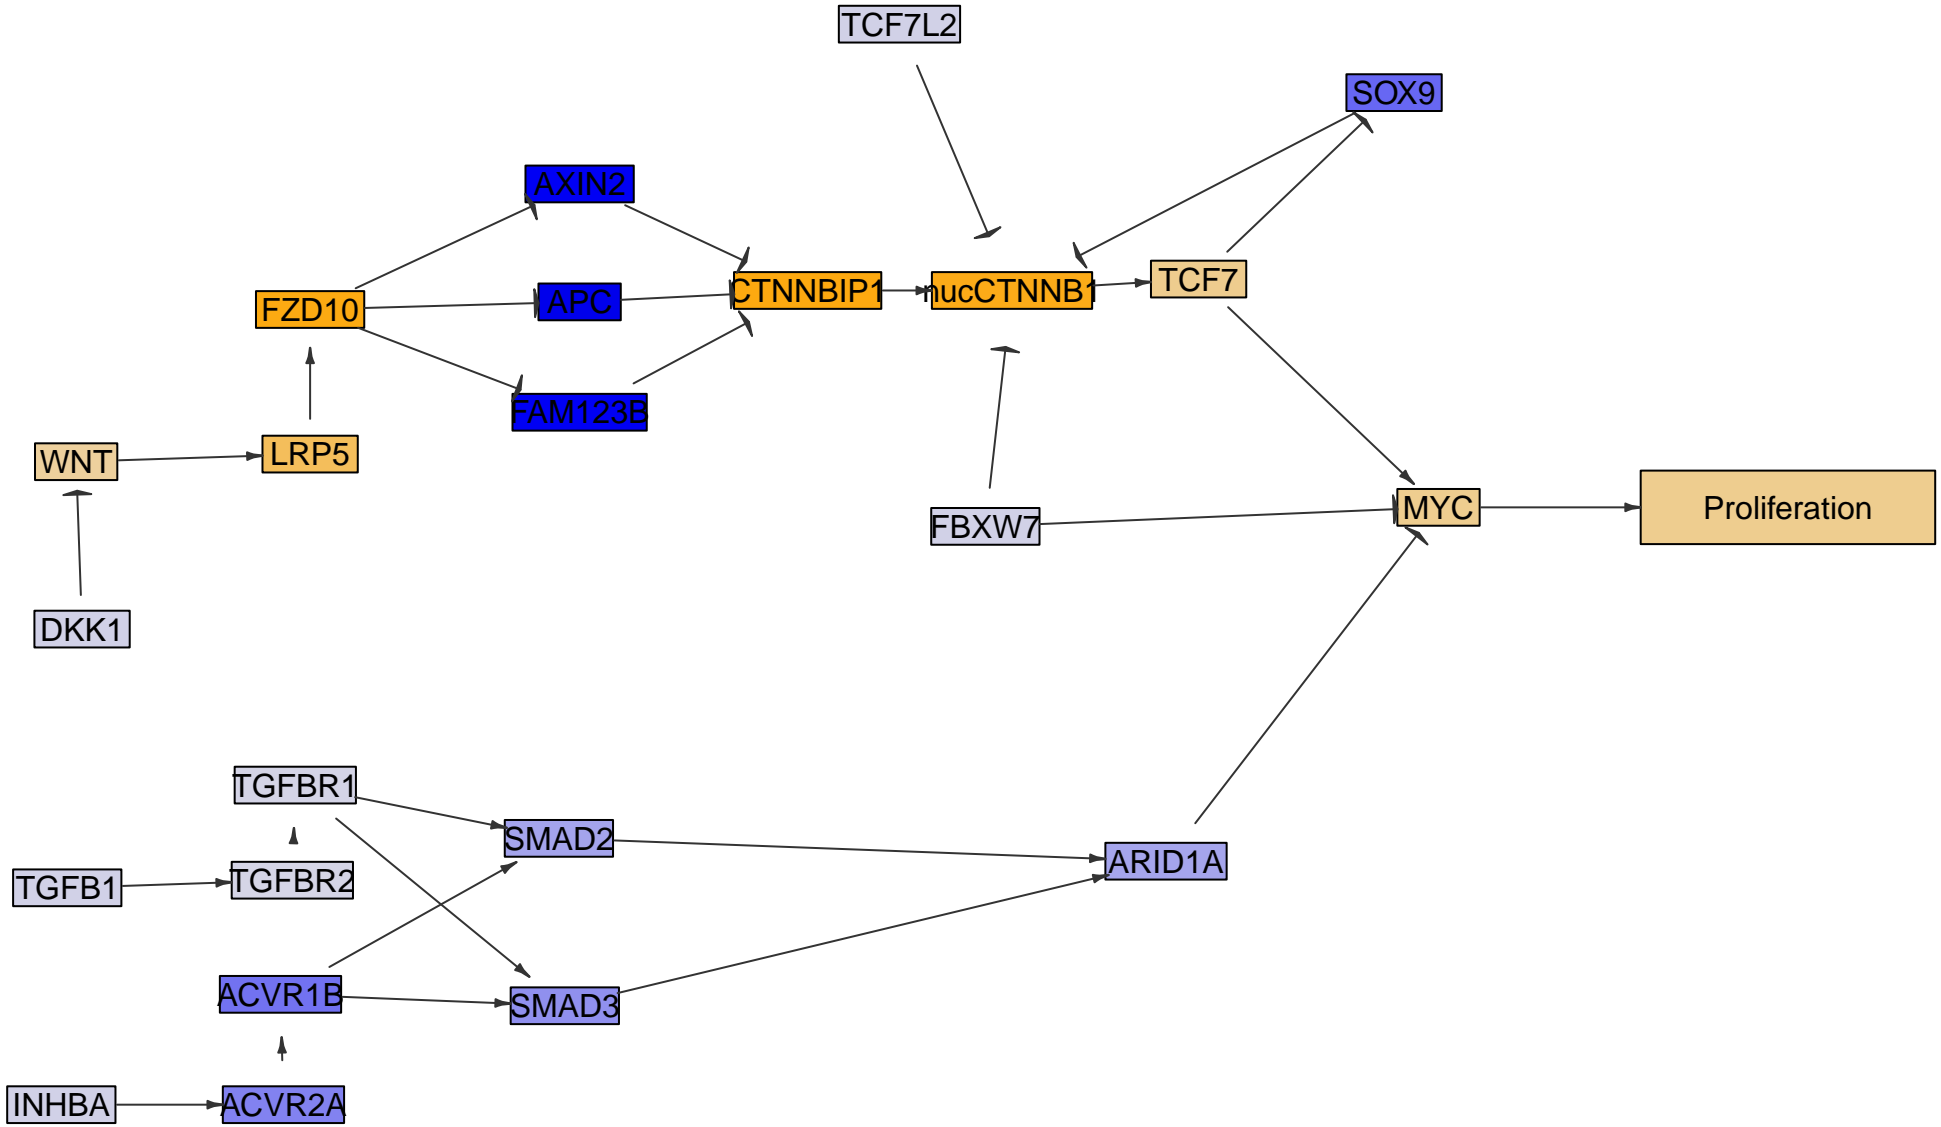 TCF7L2
SOX9
AXIN2
TCF7
CTNNBIP1
nucCTNNB1
APC
FZD10
FAM123B
LRP5
WNT
MYC
Proliferation
FBXW7
DKK1
TGFBR1
SMAD2
ARID1A
TGFBR2
TGFB1
ACVR1B
SMAD3
INHBA
ACVR2A